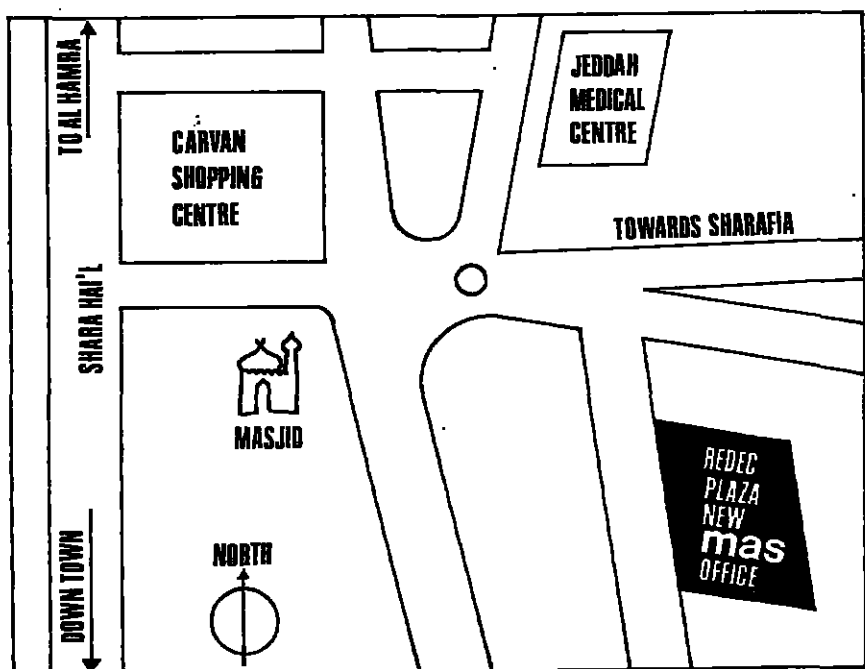 TO AL HAMRA
CARVAN
SHOPPING
CENTRE
JEDDAH
MEDICAL
CENTRE
TOWARDS SHARAFIA
SHARA HAI'L
MASJID
REDEC
PLAZA
NEW
mas
OFFICE
NORTH
DOWN TOWN